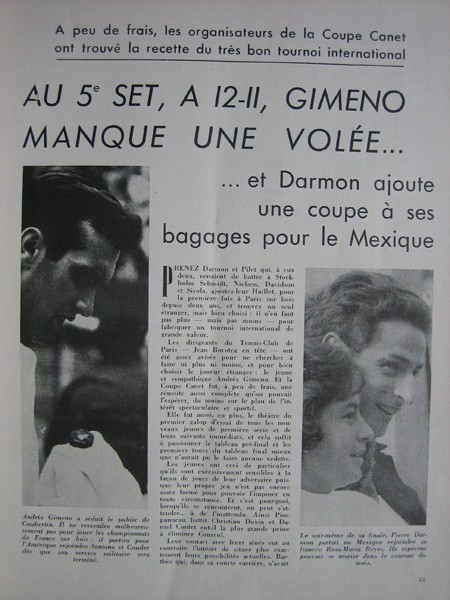 A peu de frais, les organisateurs de la Coupe Canet
ont trouvé la recette du très bon tournoi international
AU 5e SET, A 12-11, GIMENO
MANQUE UNE VOLÉE...
... et Darmon ajoute
une coupe à ses
bagages pour le Mexique
PRENEZ Darmon et Pilet qui, à eux
deux, venaient de battre à Stock-
holm Schmidt, Nielsen, Davidson
et Sirola, ajoutez-leur Haillet, pour
la première fois à Paris sur bois
depuis deux ans, et trouvez un seul
étranger, mais bien choisi : il n'en faut
pas plus — mais pas moins — pour
fabriquer un tournoi international de
grande valeur.
Les dirigeants du Tennis-Club de
Paris — Jean Borotra en tête — ont
été assez avisés pour ne chercher à
faire ni plus ni moins, et pour bien
choisir le joueur étranger : le jeune
et sympathique Andrés Gimeno. Et la
Coupe Canet fut, à peu de frais, une
réussite aussi complète qu'on pouvait
l'espérer, du moins sur le plan de l'in-
térêt spectaculaire et sportif.
Elle fut aussi, en plus, le théâtre du
premier galop d'essai de tous les nou-
veaux jeunes de première série et de
leurs suivants immédiats, et cela suffit
à passionner le tableau pré-final et les
premiers tours du tableau final mieux
que n'aurait pu le faire aucune vedette.
Les jeunes ont ceci de particulier
qu'ils sont excessivement sensibles à la
façon de jouer de leur adversaire puis-
que leur propre jeu n'est pas encore
assez formé pour pouvoir l'imposer en
toute circonstance. Et c'est pourquoi,
lorsqu'ils se rencontrent, on peut s'at-
tendre... à de l'inattendu. Ainsi Pim-
panneau battit Christian Duxin et Da-
niel Contet eut-il la plus grande peine
à éliminer Courcol.
Leur contact avec leurs aînés eut au
contraire l'intérêt de situer plus exac-
tement leurs possibilités actuelles. Bar-
thès qui, dans sa courte carrière, n'avait
Andrés Gimeno a séduit le public de
Coubertin. Il ne reviendra malheureu-
sement pas pour jouer les championnats
de France sur bois : il partira pour
l'Amérique rejoindre Santana et Couder
dès que son service militaire sera
terminé.
Le soir-même de sa finale, Pierre Dar-
mon partait au Mexique rejoindre sa
fiancée Rosa-Maria Reyès. Ils espèrent
pouvoir se marier dans le courant du
mois.